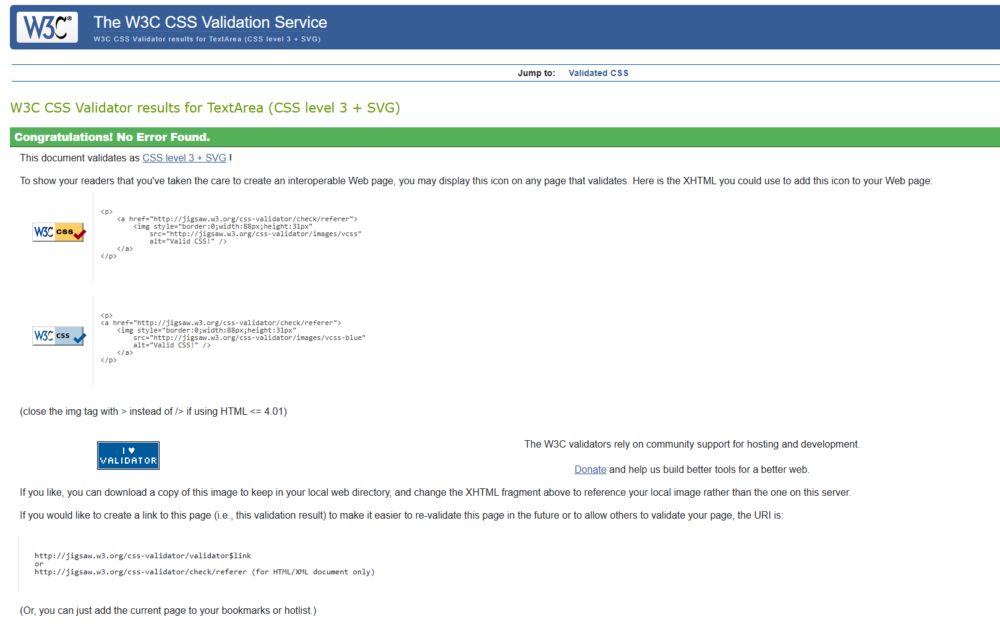 W3C®
The W3C CSS Validation Service
W3C CSS Validator results for TextArea (CSS level 3 + SVG)
Jump to: Validated CSS
W3C CSS Validator results for TextArea (CSS level 3 + SVG)
Congratulations! No Error Found.
This document validates as CSS level 3 + SVG !
To show your readers that you've taken the care to create an interoperable Web page, you may display this icon on any page that validates. Here is the XHTML you could use to add this icon to your Web page:
W3C css
<p>
    <a href="http://jigsaw.w3.org/css-validator/check/referer">
        <img style="border:0;width:88px;height:31px"
            src="http://jigsaw.w3.org/css-validator/images/vcss"
            alt="Valid CSS!" />
    </a>
</p>
W3C css
<p>
<a href="http://jigsaw.w3.org/css-validator/check/referer">
    <img style="border:0;width:88px;height:31px"
        src="http://jigsaw.w3.org/css-validator/images/vcss-blue"
        alt="Valid CSS!" />
    </a>
</p>
(close the img tag with > instead of /> if using HTML <= 4.01)
I ♥
VALIDATOR
The W3C validators rely on community support for hosting and development.
Donate and help us build better tools for a better web.
If you like, you can download a copy of this image to keep in your local web directory, and change the XHTML fragment above to reference your local image rather than the one on this server.
If you would like to create a link to this page (i.e., this validation result) to make it easier to re-validate this page in the future or to allow others to validate your page, the URI is:
http://jigsaw.w3.org/css-validator/validator$link
or
http://jigsaw.w3.org/css-validator/check/referer (for HTML/XML document only)
(Or, you can just add the current page to your bookmarks or hotlist.)